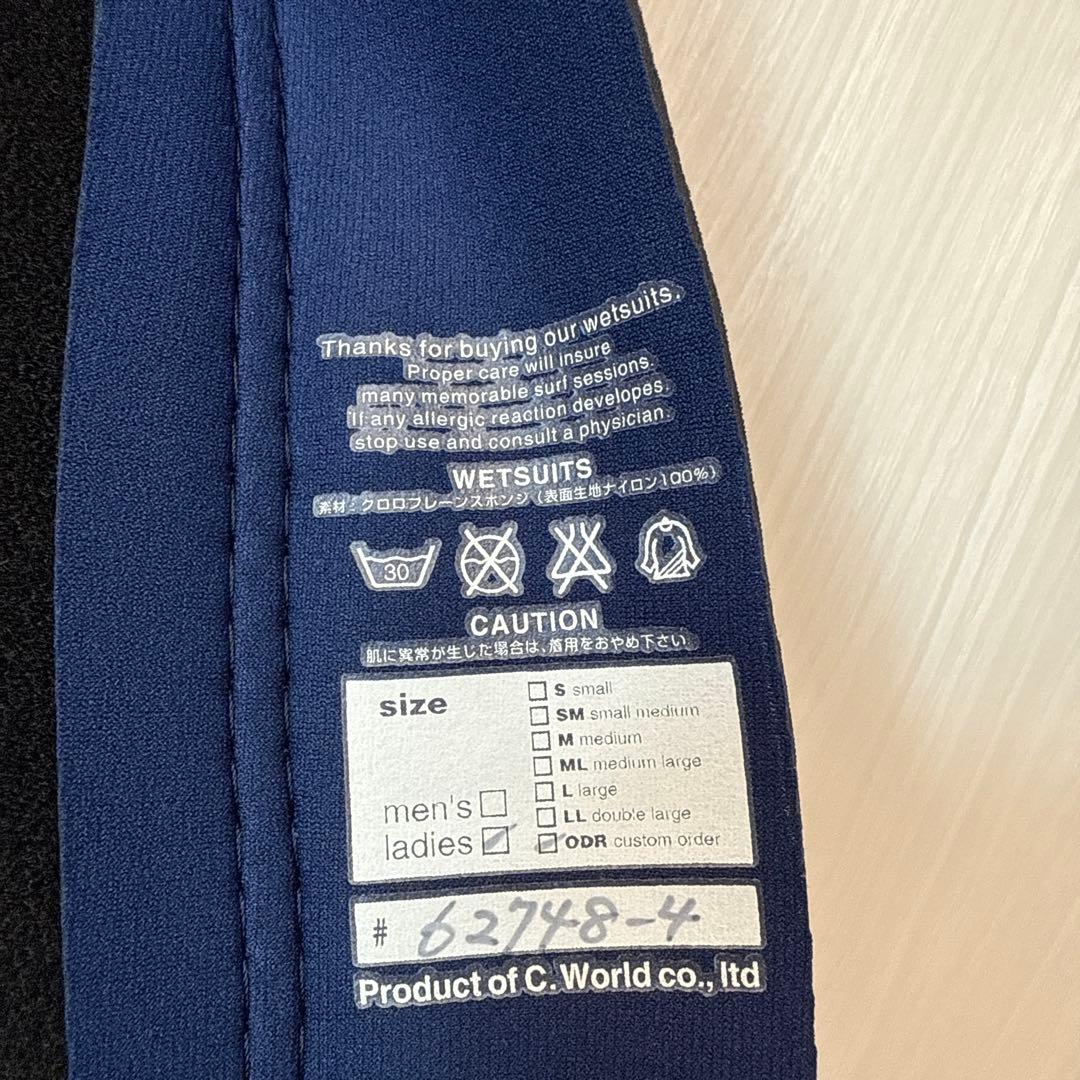 Thanks for buying our wetsuits.
Proper care will insure
many memorable surf sessions.
If any allergic reaction developes,
stop use and consult a physician.
WETSUITS
素材:クロロプレーンスポンジ(表面生地ナイロン100%)
30
CAUTION
肌に異常が生じた場合は、着用をおやめ下さい。
size
S small
SM small medium
M medium
ML medium large
L large
LL double large
ODR custom order
men's
ladies
# 62748-4
Product of C. World co., ltd